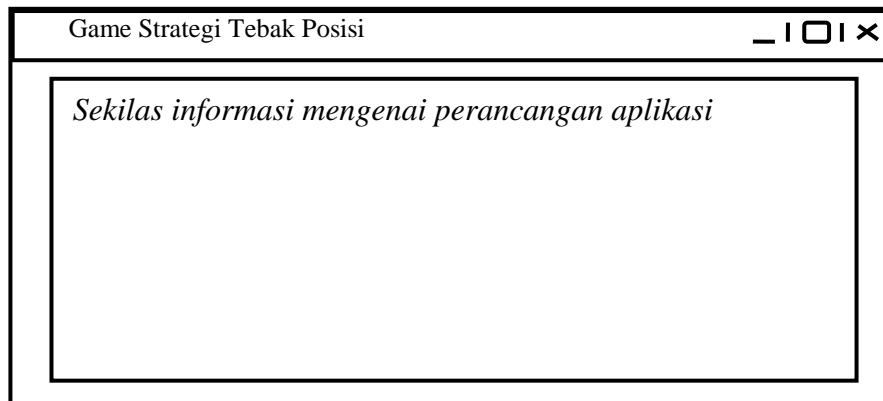 Game Strategi Tebak Posisi
Sekilas informasi mengenai perancangan aplikasi